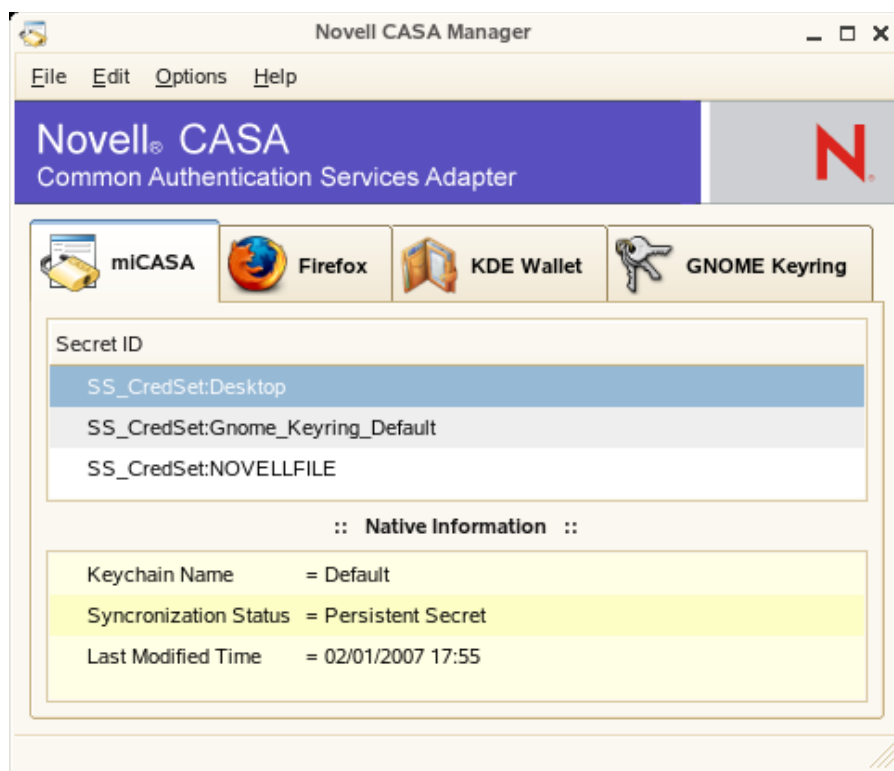 Novell CASA Manager
File Edit Options Help
Novell® CASA
Common Authentication Services Adapter
N
miCASA Firefox KDE Wallet GNOME Keyring
Secret ID
SS_CredSet:Desktop
SS_CredSet:Gnome_Keyring_Default
SS_CredSet:NOVELLFILE
:: Native Information ::
Keychain Name = Default
Syncronization Status = Persistent Secret
Last Modified Time = 02/01/2007 17:55